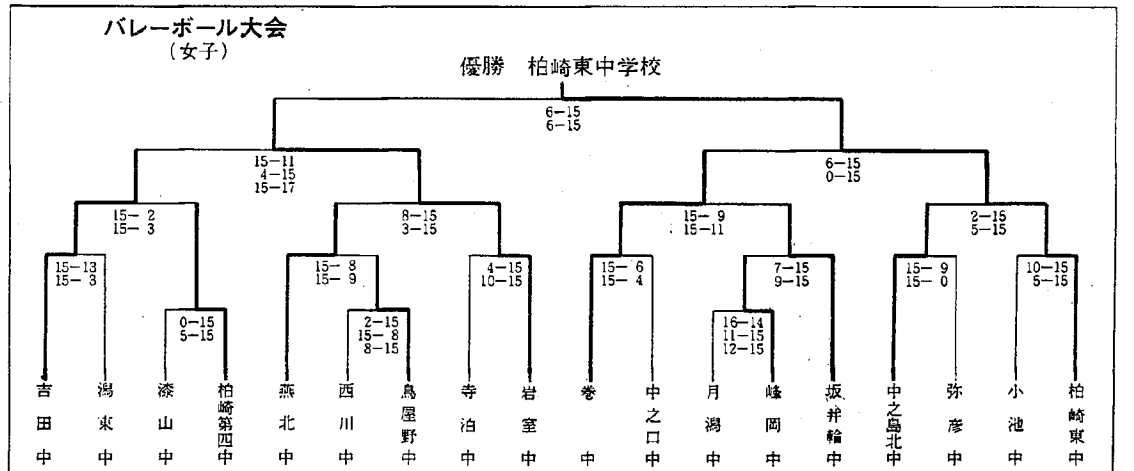 バレーボール大会
(女子)
優勝 柏崎東中学校
6-15
6-15
15-11
4-15
15-17
6-15
0-15
15-2
15-3
8-15
3-15
15-9
15-11
2-15
5-15
15-13
15-3
15-8
15-9
4-15
10-15
15-6
15-4
7-15
9-15
15-9
15-0
10-15
5-15
0-15
5-15
2-15
15-8
8-15
16-14
11-15
12-15
吉田中
潟東中
漆山中
柏崎第四中
燕北中
西川中
鳥屋野中
寺泊中
岩室中
巻中
中之口中
月潟中
峰岡中
坂井輪中
中之島北中
弥彦中
小池中
柏崎東中